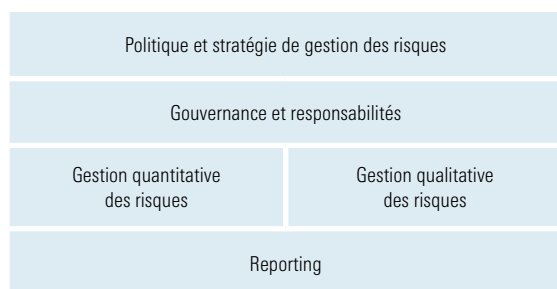 Politique et stratégie de gestion des risques
Gouvernance et responsabilités
Gestion quantitative
des risques
Gestion qualitative
des risques
Reporting